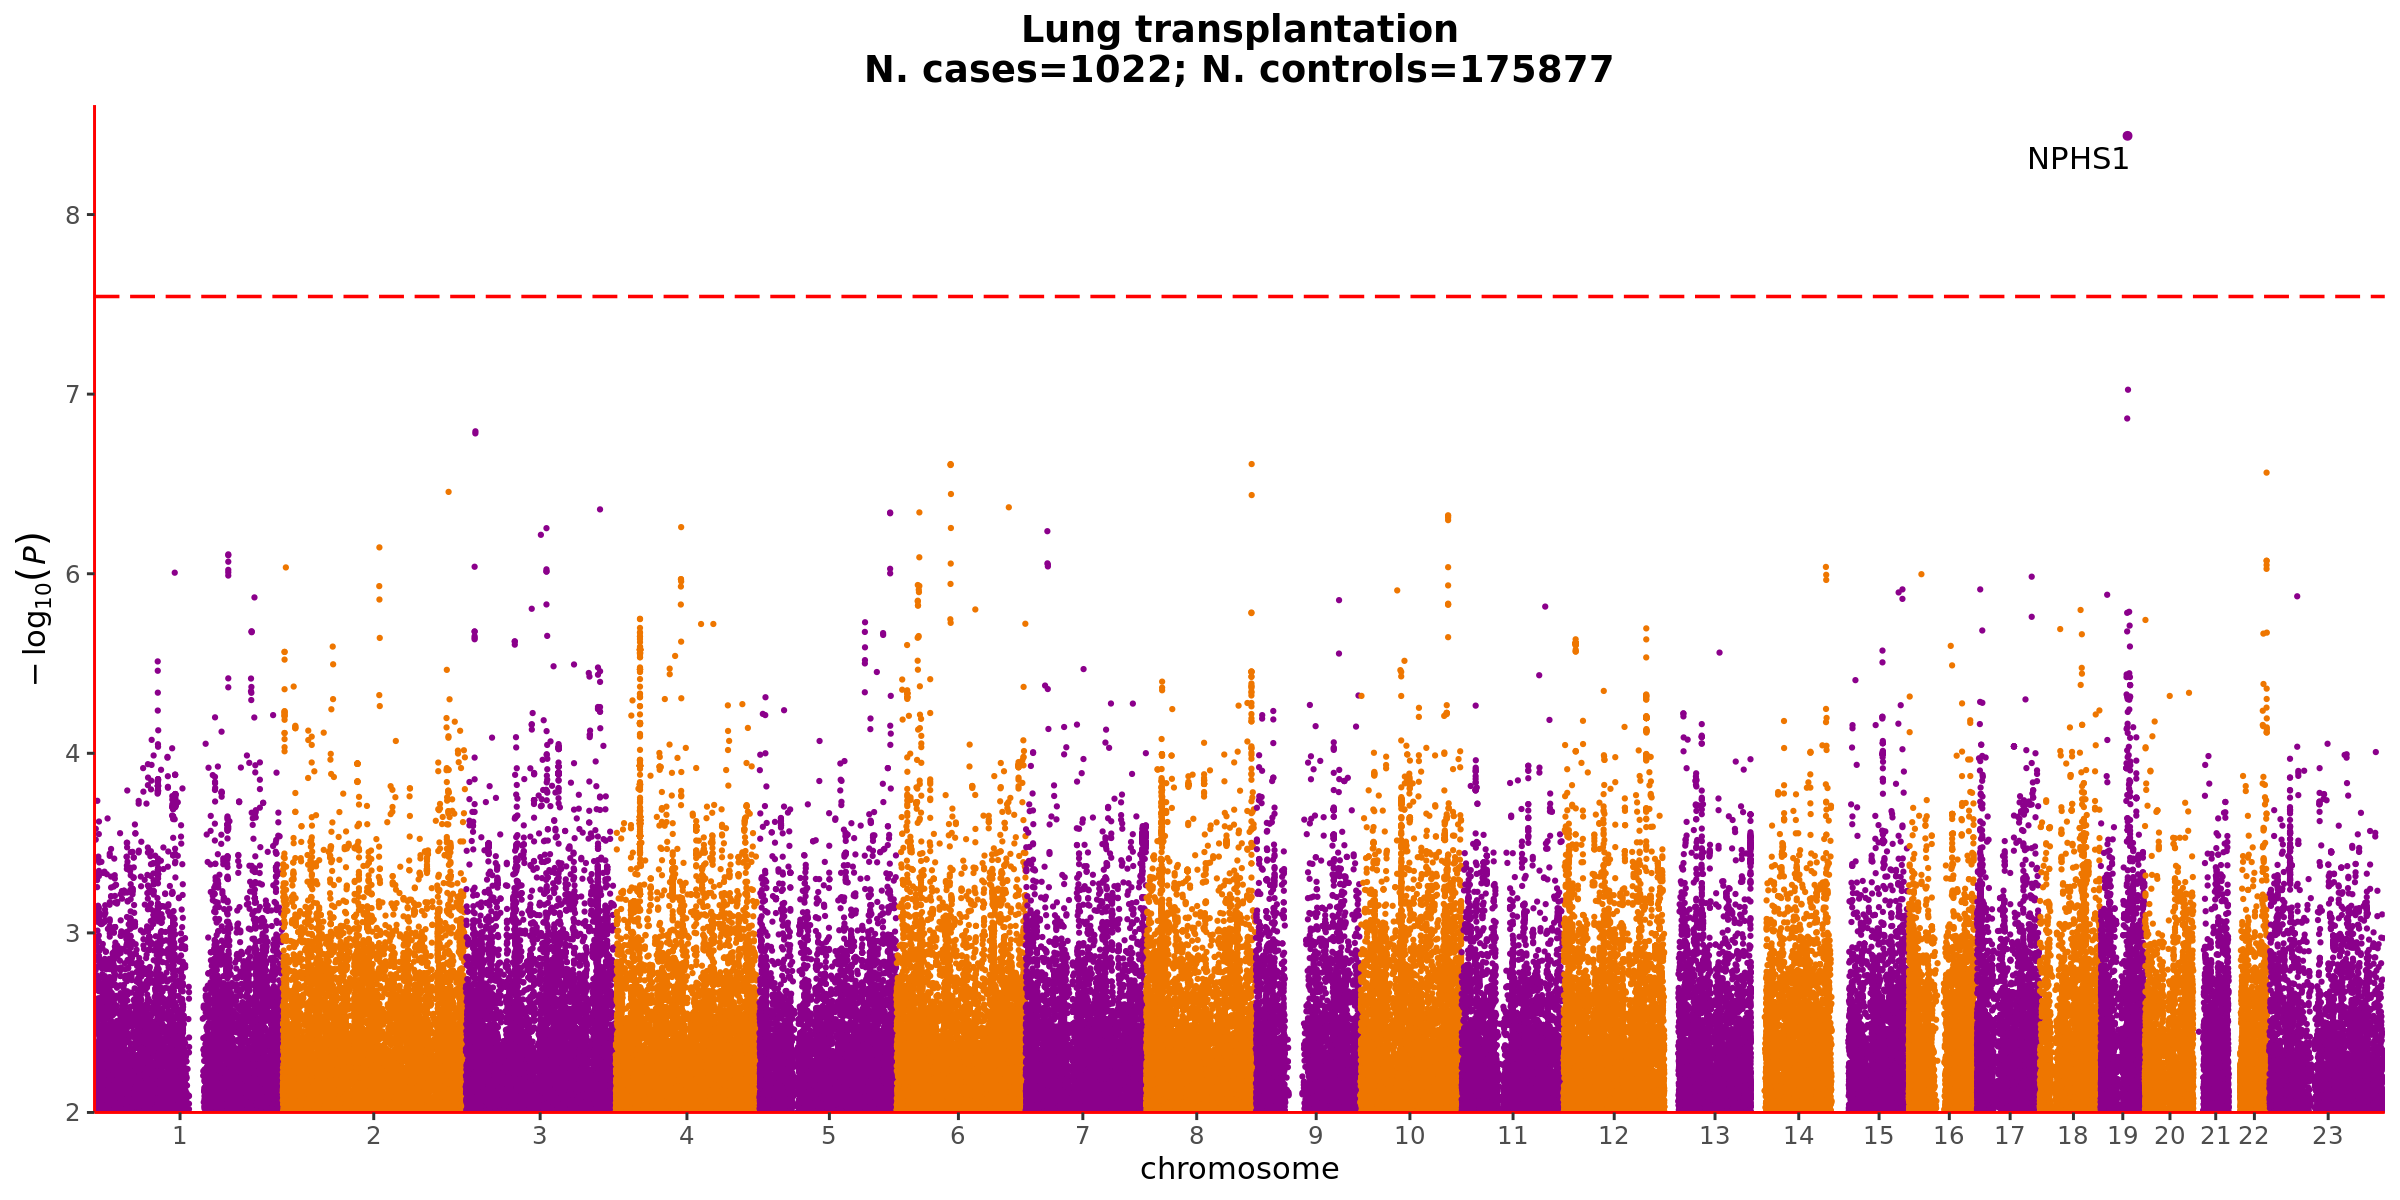 Lung transplantation
N. cases=1022; N. controls=175877
NPHS1
8
7
6
4
3
2
−log₁₀(P)
1 2 3 4 5 6 7 8 9 10 11 12 13 14 15 16 17 18 19 20 21 22 23
chromosome